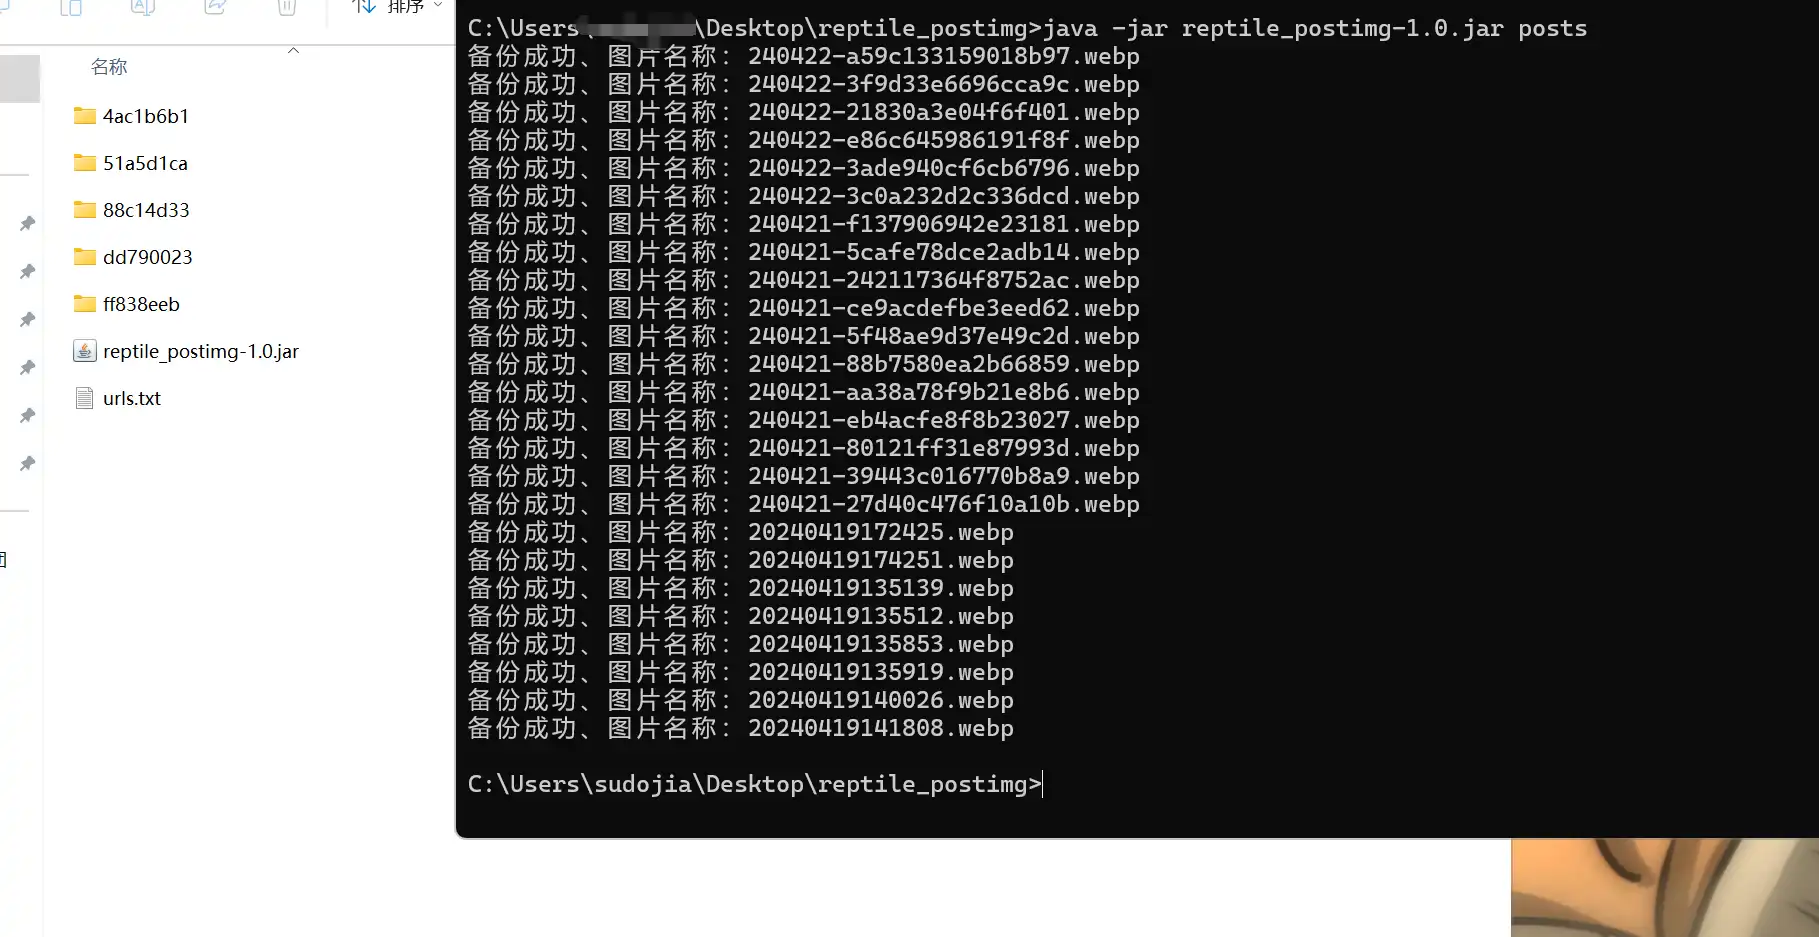 排序
名称
4ac1b6b1
51a5d1ca
88c14d33
dd790023
ff838eeb
reptile_postimg-1.0.jar
urls.txt
C:\Users\ \Desktop\reptile_postimg>java -jar reptile_postimg-1.0.jar posts
备份成功、图片名称：240422-a59c133159018b97.webp
备份成功、图片名称：240422-3f9d33e6696cca9c.webp
备份成功、图片名称：240422-21830a3e04f6f401.webp
备份成功、图片名称：240422-e86c645986191f8f.webp
备份成功、图片名称：240422-3ade940cf6cb6796.webp
备份成功、图片名称：240422-3c0a232d2c336dcd.webp
备份成功、图片名称：240421-f137906942e23181.webp
备份成功、图片名称：240421-5cafe78dce2adb14.webp
备份成功、图片名称：240421-242117364f8752ac.webp
备份成功、图片名称：240421-ce9acdefbe3eed62.webp
备份成功、图片名称：240421-5f48ae9d37e49c2d.webp
备份成功、图片名称：240421-88b7580ea2b66859.webp
备份成功、图片名称：240421-aa38a78f9b21e8b6.webp
备份成功、图片名称：240421-eb4acfe8f8b23027.webp
备份成功、图片名称：240421-80121ff31e87993d.webp
备份成功、图片名称：240421-39443c016770b8a9.webp
备份成功、图片名称：240421-27d40c476f10a10b.webp
备份成功、图片名称：20240419172425.webp
备份成功、图片名称：20240419174251.webp
备份成功、图片名称：20240419135139.webp
备份成功、图片名称：20240419135512.webp
备份成功、图片名称：20240419135853.webp
备份成功、图片名称：20240419135919.webp
备份成功、图片名称：20240419140026.webp
备份成功、图片名称：20240419141808.webp
C:\Users\sudojia\Desktop\reptile_postimg>